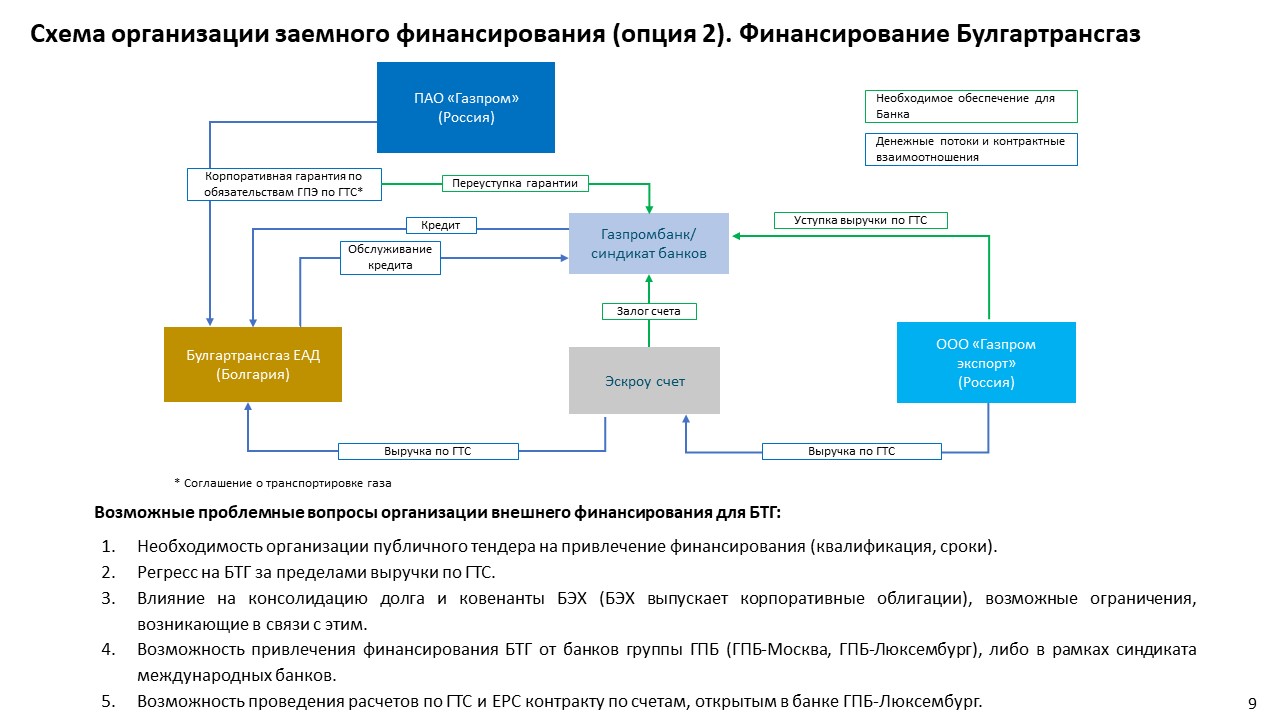 Схема организации заемного финансирования (опция 2). Финансирование Булгартрансгаз
ПАО «Газпром»
(Россия)
Необходимое обеспечение для
Банка
Денежные потоки и контрактные
взаимоотношения
Корпоративная гарантия по
обязательствам ГПЭ по ГТС*
Переуступка гарантии
Кредит
Газпромбанк/
синдикат банков
Уступка выручки по ГТС
Обслуживание
кредита
Залог счета
Булгартрансгаз ЕАД
(Болгария)
Эскроу счет
ООО «Газпром
экспорт»
(Россия)
Выручка по ГТС
Выручка по ГТС
* Соглашение о транспортировке газа
Возможные проблемные вопросы организации внешнего финансирования для БТГ:
1. Необходимость организации публичного тендера на привлечение финансирования (квалификация, сроки).
2. Регресс на БТГ за пределами выручки по ГТС.
3. Влияние на консолидацию долга и ковенанты БЭХ (БЭХ выпускает корпоративные облигации), возможные ограничения,
возникающие в связи с этим.
4. Возможность привлечения финансирования БТГ от банков группы ГПБ (ГПБ-Москва, ГПБ-Люксембург), либо в рамках синдиката
международных банков.
5. Возможность проведения расчетов по ГТС и ЕРС контракту по счетам, открытым в банке ГПБ-Люксембург.
9